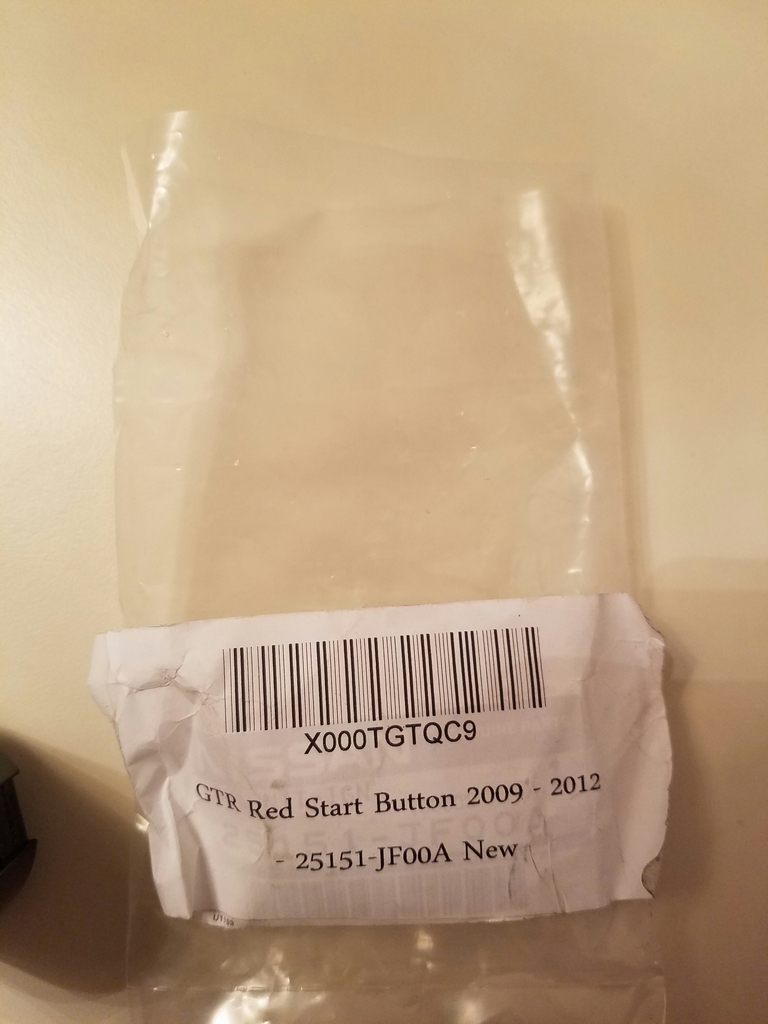 X000TGTQC9
GTR Red Start Button 2009 - 2012
- 25151-JF00A New